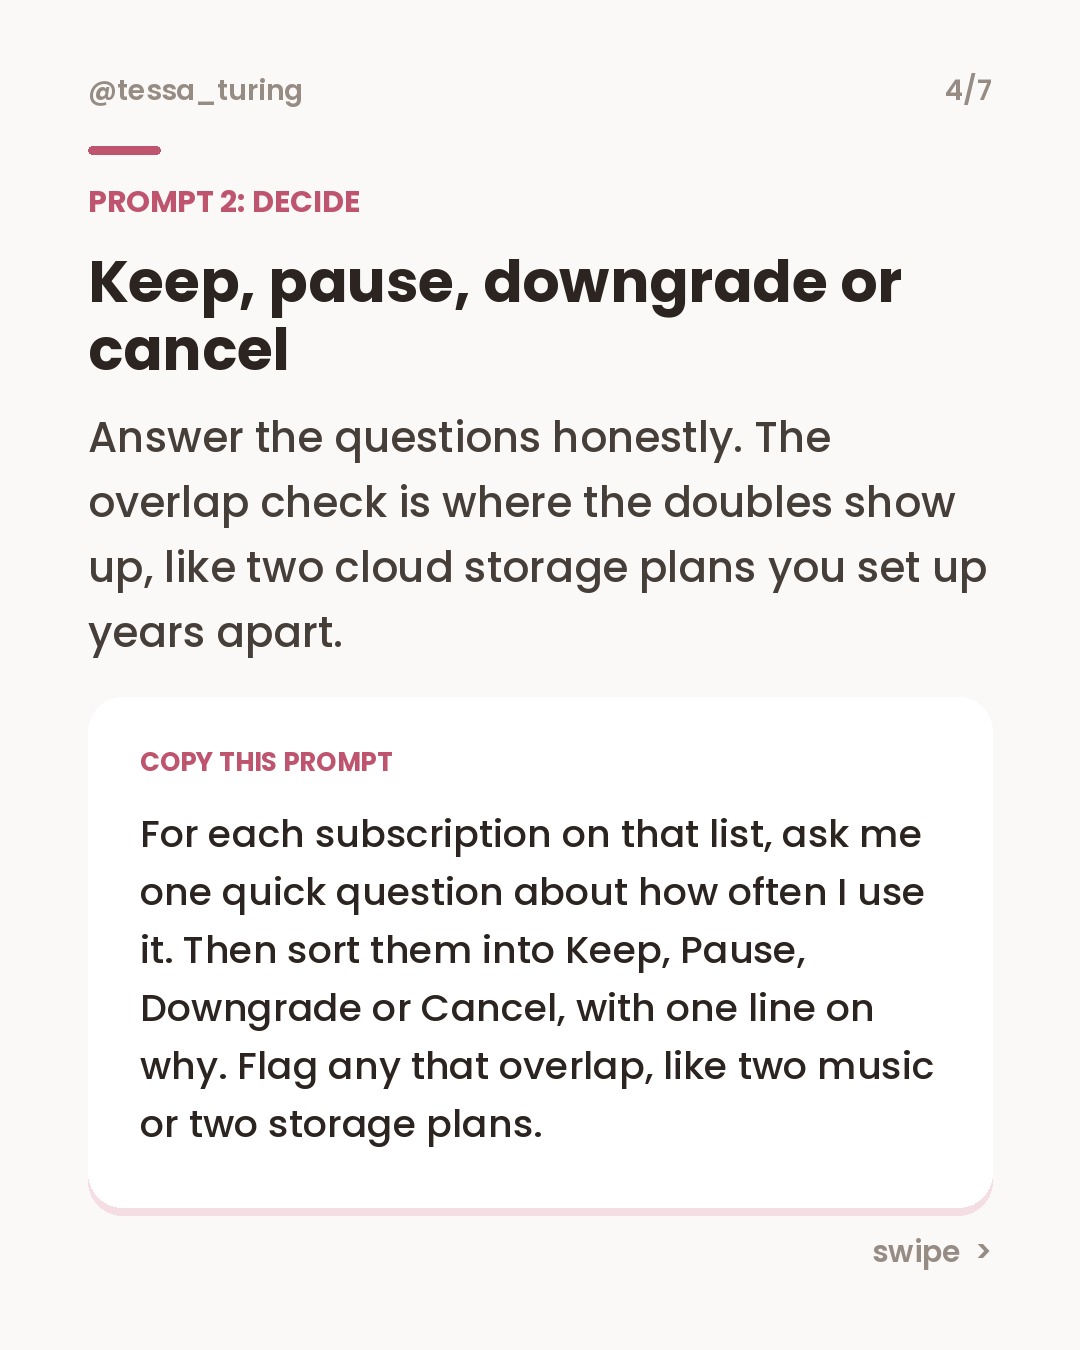 @tessa_turing
4/7
PROMPT 2: DECIDE
Keep, pause, downgrade or
cancel
Answer the questions honestly. The
overlap check is where the doubles show
up, like two cloud storage plans you set up
years apart.
COPY THIS PROMPT
For each subscription on that list, ask me
one quick question about how often I use
it. Then sort them into Keep, Pause,
Downgrade or Cancel, with one line on
why. Flag any that overlap, like two music
or two storage plans.
swipe >